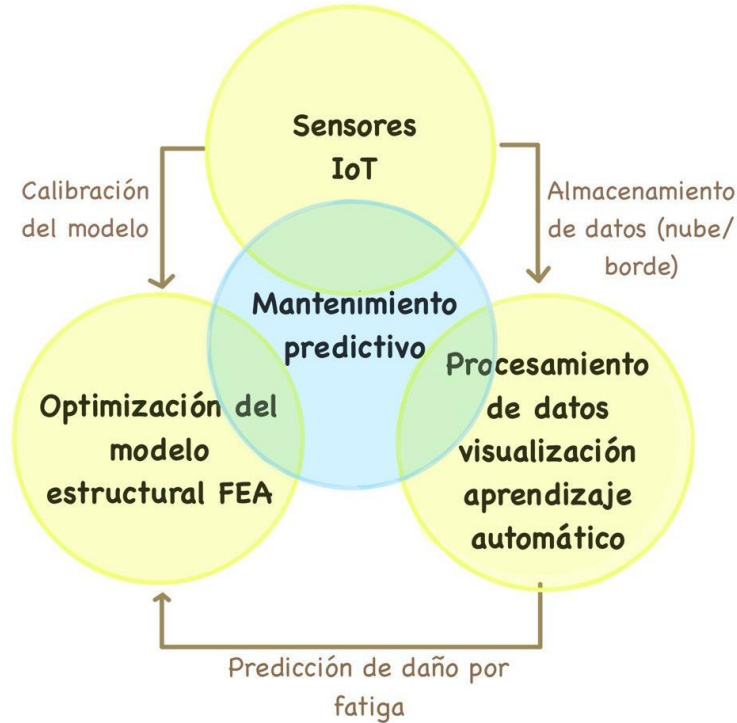 Sensores
IoT
Calibración
del modelo
Almacenamiento
de datos (nube/
borde)
Mantenimiento
predictivo
Optimización del
modelo
estructural FEA
Procesamiento
de datos
visualización
aprendizaje
automático
Predicción de daño por
fatiga